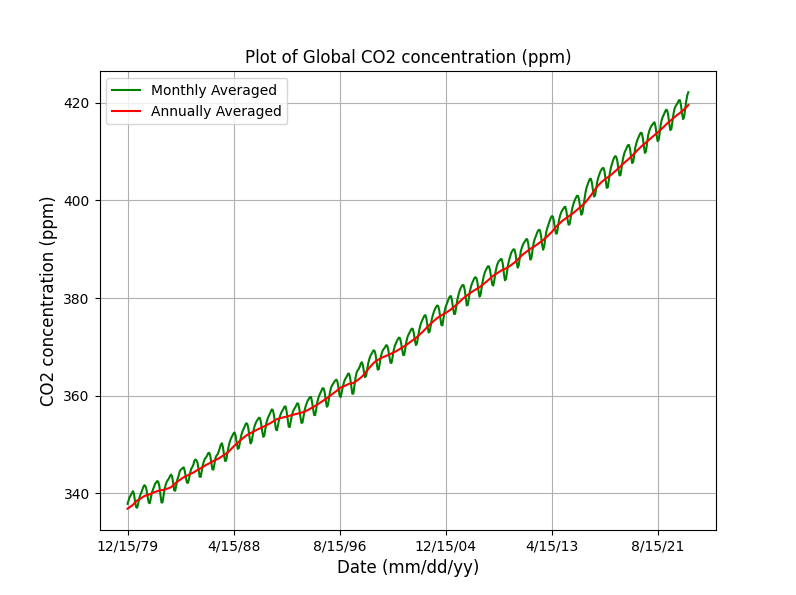 Plot of Global CO2 concentration (ppm)
Monthly Averaged
Annually Averaged
420
400
380
360
340
CO2 concentration (ppm)
12/15/79 4/15/88 8/15/96 12/15/04 4/15/13 8/15/21
Date (mm/dd/yy)